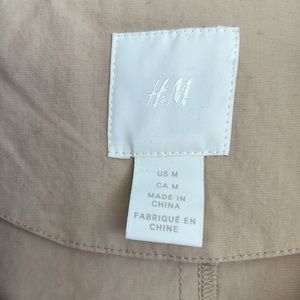 H&M
US M
CA M
MADE IN
CHINA
FABRIQUÉ EN
CHINE